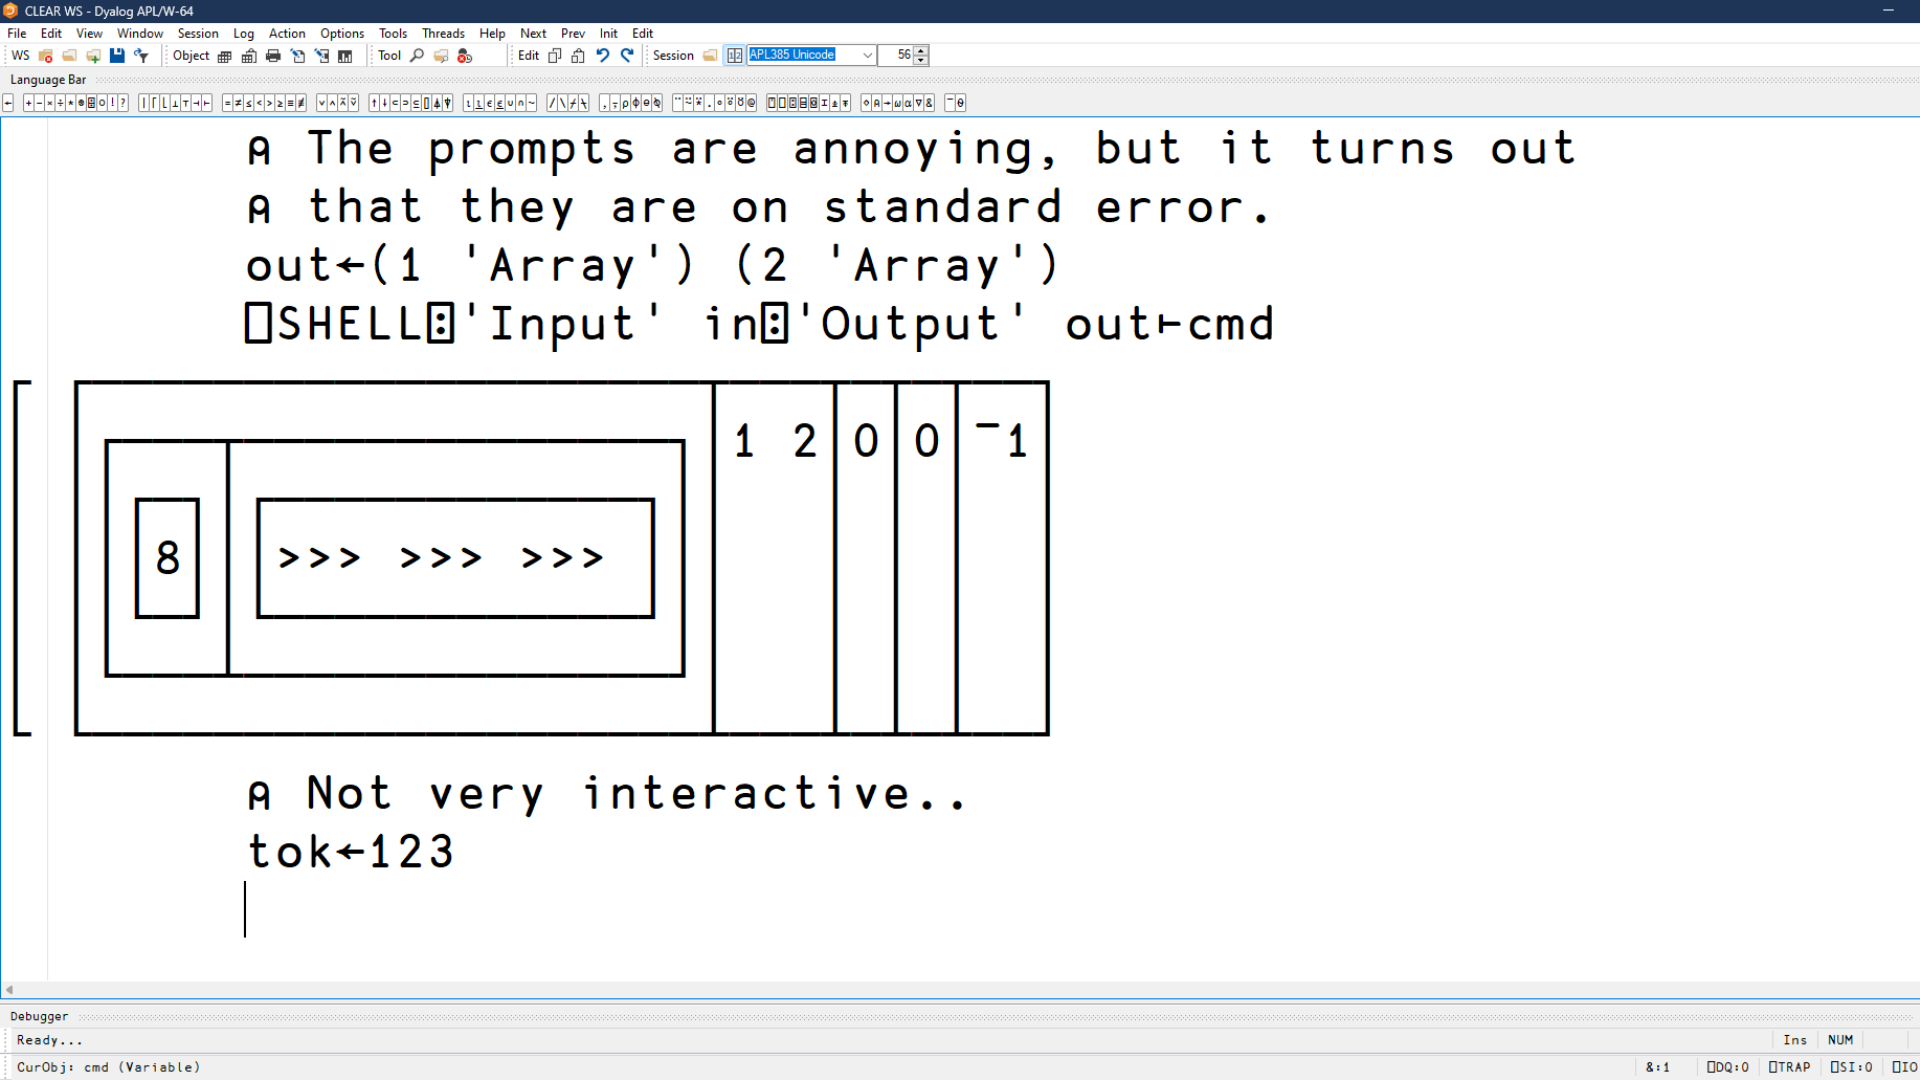 CLEAR WS - Dyalog APL/W-64
File Edit View Window Session Log Action Options Tools Threads Help Next Prev Init Edit
WS Object Tool Edit Session APL385 Unicode 56
Language Bar
⍝ The prompts are annoying, but it turns out
⍝ that they are on standard error.
out←(1 'Array') (2 'Array')
⎕SHELL⍠'Input' in⍠'Output' out⊢cmd
1 2 0 0 ¯1
8 >>> >>> >>>
⍝ Not very interactive..
tok←123
Debugger
Ready...
Ins NUM
CurObj: cmd (Variable)
&:1 ⎕DQ:0 ⎕TRAP ⎕SI:0 ⎕IO